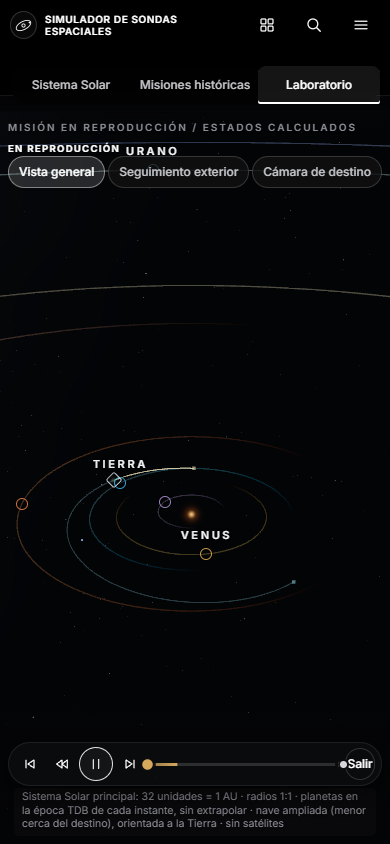 SIMULADOR DE SONDAS
ESPACIALES
Sistema Solar
Misiones históricas
Laboratorio
MISIÓN EN REPRODUCCIÓN / ESTADOS CALCULADOS
EN REPRODUCCIÓN
URANO
Vista general
Seguimiento exterior
Cámara de destino
TIERRA
VENUS
Salir
Sistema Solar principal: 32 unidades = 1 AU · radios 1:1 · planetas en
la época TDB de cada instante, sin extrapolar · nave ampliada (menor
cerca del destino), orientada a la Tierra · sin satélites